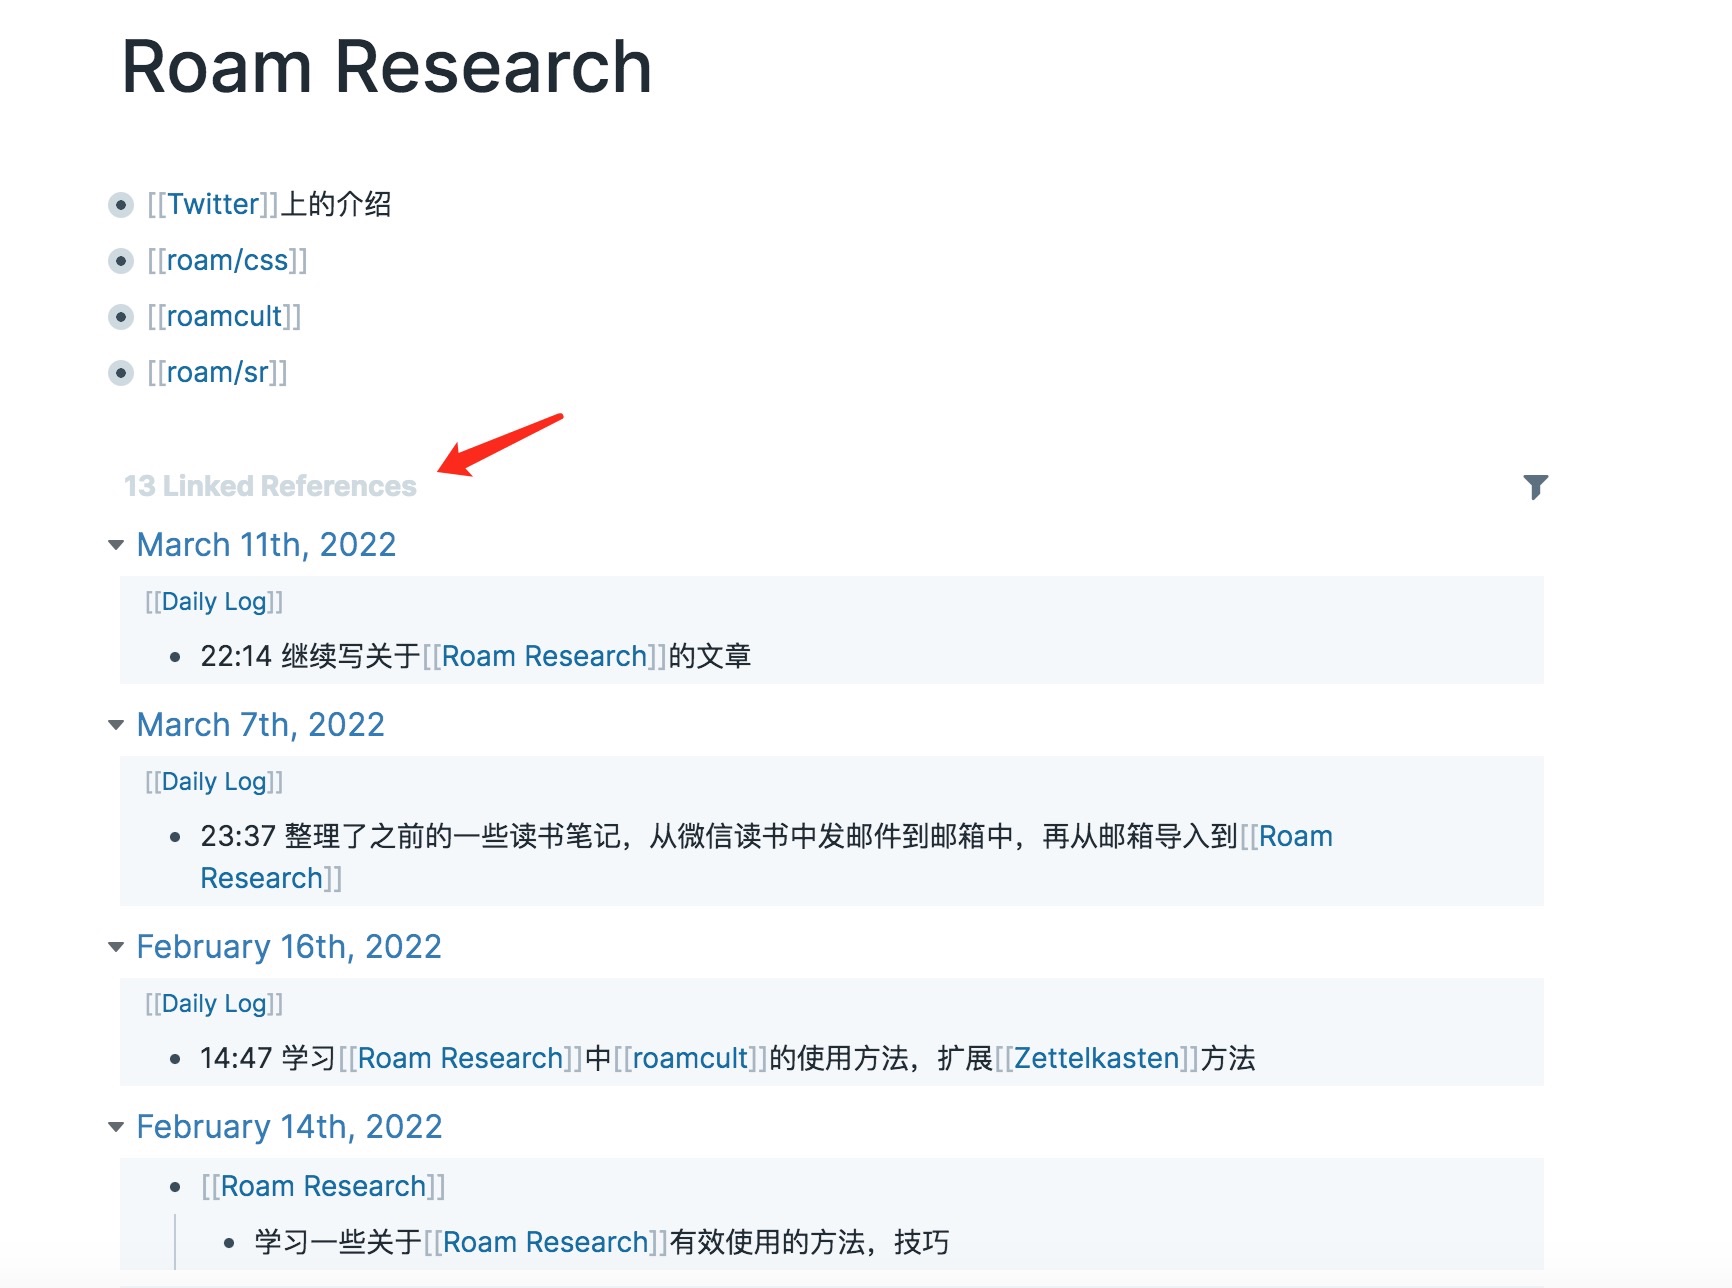 Roam Research
[[Twitter]]上的介绍
[[roam/css]]
[[roamcult]]
[[roam/sr]]
13 Linked References
March 11th, 2022
[[Daily Log]]
22:14 继续写关于[[Roam Research]]的文章
March 7th, 2022
[[Daily Log]]
23:37 整理了之前的一些读书笔记，从微信读书中发邮件到邮箱中，再从邮箱导入到[[Roam
Research]]
February 16th, 2022
[[Daily Log]]
14:47 学习[[Roam Research]]中[[roamcult]]的使用方法，扩展[[Zettelkasten]]方法
February 14th, 2022
[[Roam Research]]
学习一些关于[[Roam Research]]有效使用的方法，技巧